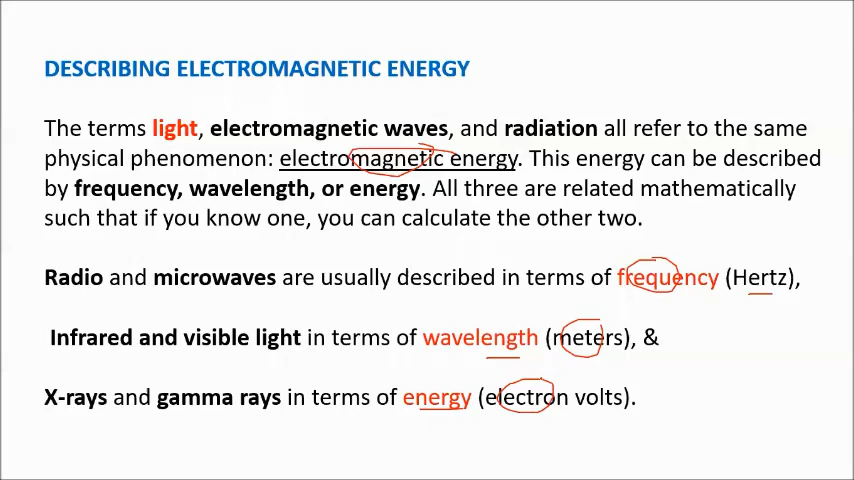 DESCRIBING ELECTROMAGNETIC ENERGY
The terms light, electromagnetic waves, and radiation all refer to the same
physical phenomenon: electromagnetic energy. This energy can be described
by frequency, wavelength, or energy. All three are related mathematically
such that if you know one, you can calculate the other two.
Radio and microwaves are usually described in terms of frequency (Hertz),
Infrared and visible light in terms of wavelength (meters), &
X-rays and gamma rays in terms of energy (electron volts).